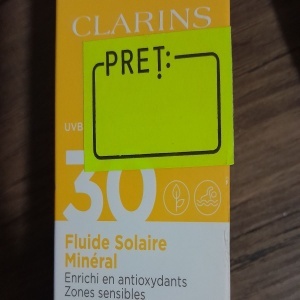 CLARINS
PREȚ:
UVB
30
Fluide Solaire
Minéral
Enrichi en antioxydants
Zones sensibles